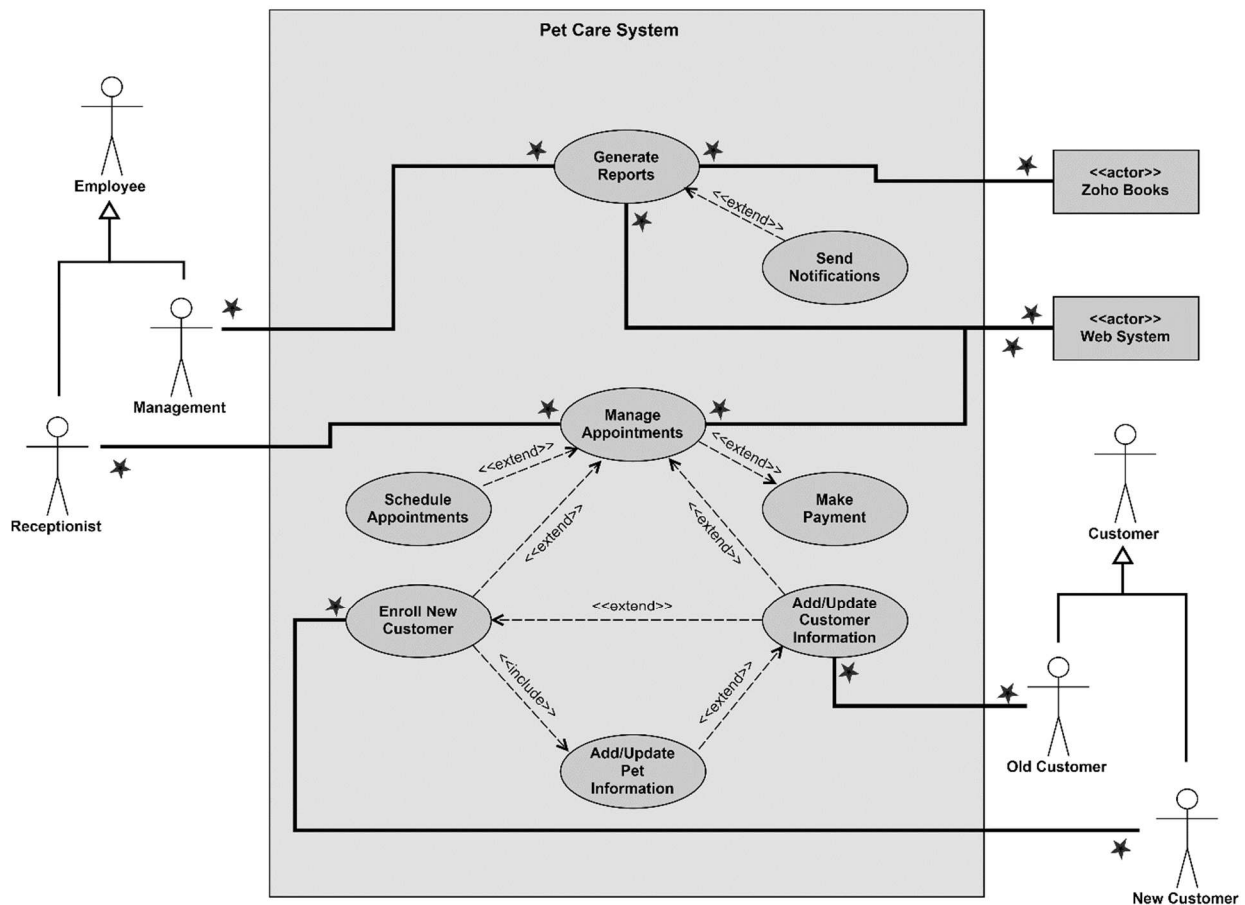 Pet Care System
Employee
Generate
Reports
<<actor>>
Zoho Books
<<extend>>
Send
Notifications
<<actor>>
Web System
Management
Manage
Appointments
Receptionist
<<extend>>
<<extend>>
Schedule
Appointments
Make
Payment
Customer
<<extend>>
<<extend>>
Enroll New
Customer
<<extend>>
Add/Update
Customer
Information
<<include>>
<<extend>>
Add/Update
Pet
Information
Old Customer
New Customer